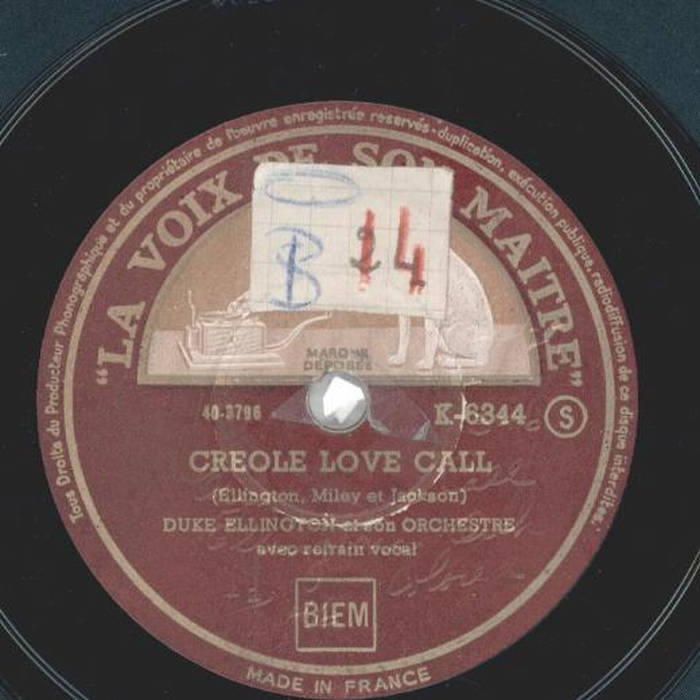 Tous Droits du Producteur Phonographique et du propriétaire de l'oeuvre enregistrée reservés·duplication, exécution publique, radiodiffusion de ce disque interdites.
"LA VOIX DE SON MAITRE"
B 24
MARQUE
DÉPOSÉE
40-3796 K-6344 S
CREOLE LOVE CALL
(Ellington, Miley et Jackson)
DUKE ELLINGTON et son ORCHESTRE
avec refrain vocal
BIEM
MADE IN FRANCE